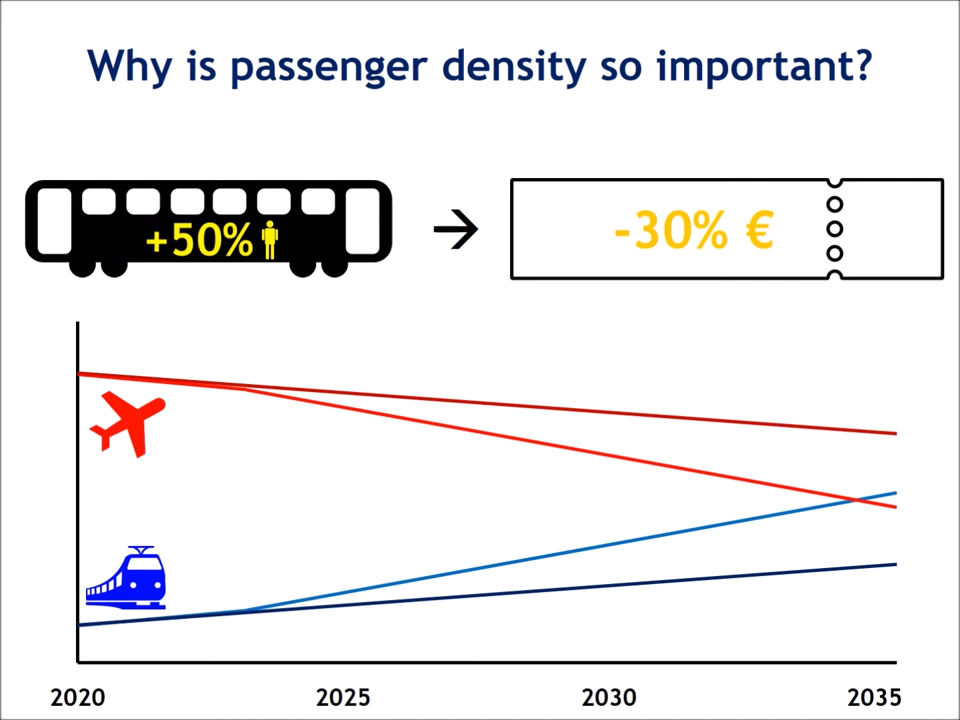 Why is passenger density so important?
+50%
→
-30% €
2020 2025 2030 2035